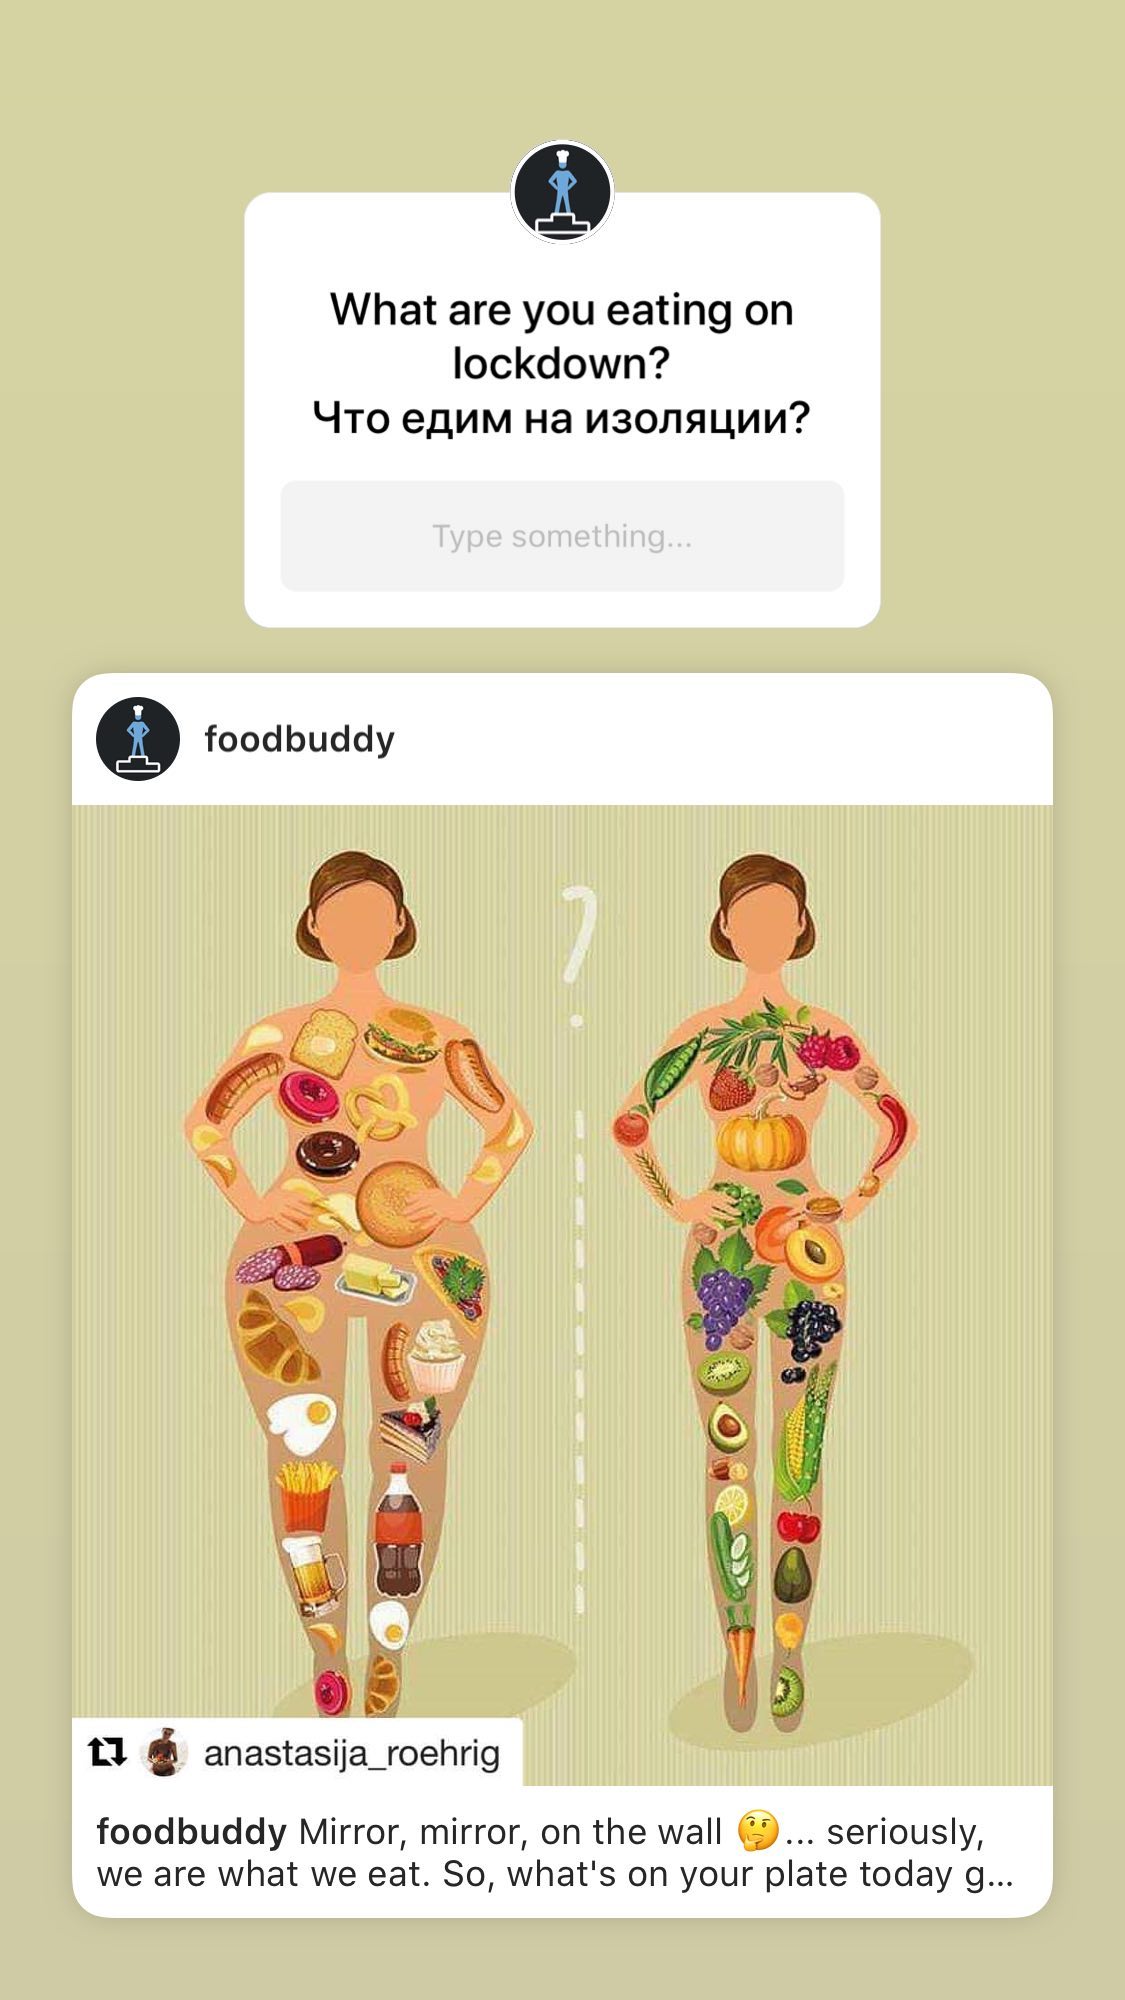 What are you eating on
lockdown?
Что едим на изоляции?
Type something...
foodbuddy
anastasija_roehrig
foodbuddy Mirror, mirror, on the wall 🤔... seriously,
we are what we eat. So, what's on your plate today g...